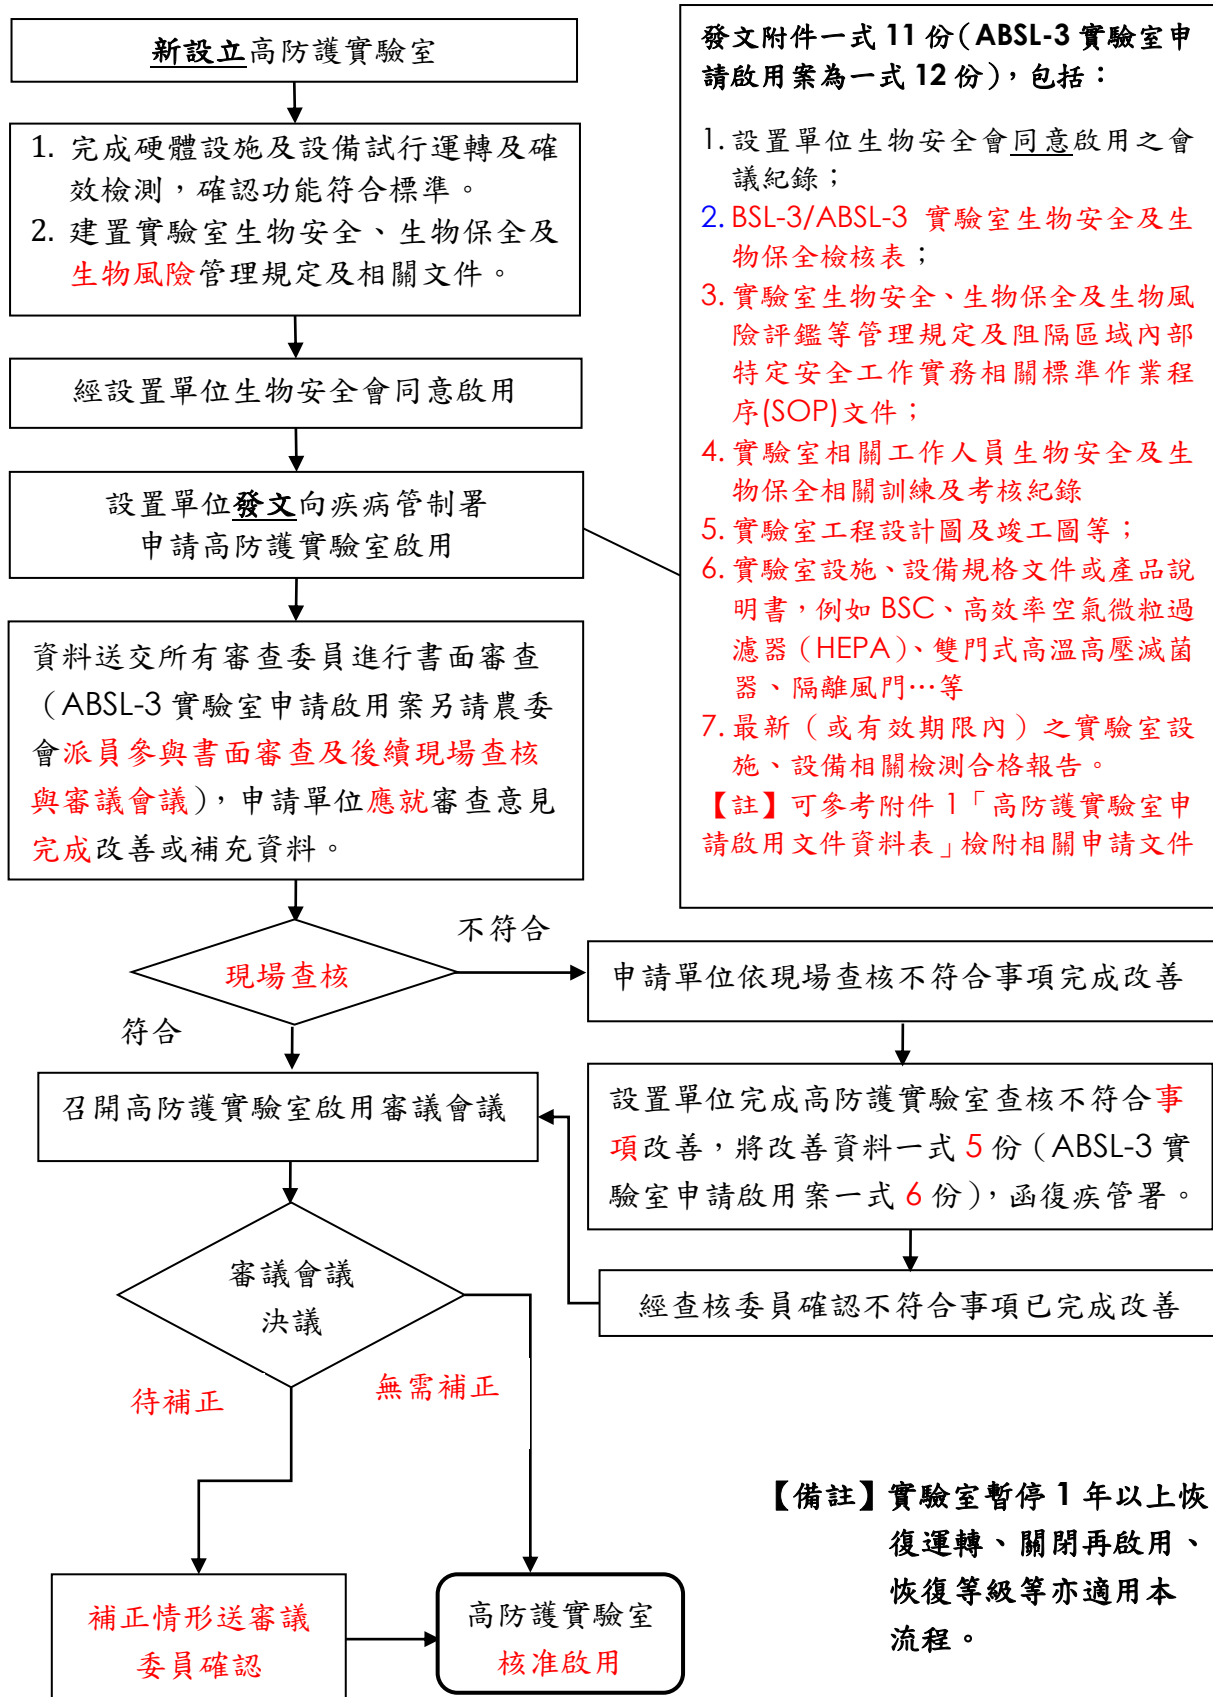 新設立高防護實驗室
1. 完成硬體設施及設備試行運轉及確
效檢測，確認功能符合標準。
2. 建置實驗室生物安全、生物保全及
生物風險管理規定及相關文件。
經設置單位生物安全會同意啟用
設置單位發文向疾病管制署
申請高防護實驗室啟用
資料送交所有審查委員進行書面審查
（ABSL-3 實驗室申請啟用案另請農委
會派員參與書面審查及後續現場查核
與審議會議），申請單位應就審查意見
完成改善或補充資料。
發文附件一式 11 份（ABSL-3 實驗室申
請啟用案為一式 12 份），包括：
1. 設置單位生物安全會同意啟用之會
議紀錄；
2. BSL-3/ABSL-3 實驗室生物安全及生
物保全檢核表；
3. 實驗室生物安全、生物保全及生物風
險評鑑等管理規定及阻隔區域內部
特定安全工作實務相關標準作業程
序(SOP)文件；
4. 實驗室相關工作人員生物安全及生
物保全相關訓練及考核紀錄
5. 實驗室工程設計圖及竣工圖等；
6. 實驗室設施、設備規格文件或產品說
明書，例如 BSC、高效率空氣微粒過
濾器（HEPA）、雙門式高溫高壓滅菌
器、隔離風門…等
7. 最新（或有效期限內）之實驗室設
施、設備相關檢測合格報告。
【註】可參考附件 1「高防護實驗室申
請啟用文件資料表」檢附相關申請文件
現場查核
不符合
符合
申請單位依現場查核不符合事項完成改善
設置單位完成高防護實驗室查核不符合事
項改善，將改善資料一式 5 份（ABSL-3 實
驗室申請啟用案一式 6 份），函復疾管署。
經查核委員確認不符合事項已完成改善
召開高防護實驗室啟用審議會議
審議會議
決議
待補正
無需補正
補正情形送審議
委員確認
高防護實驗室
核准啟用
【備註】實驗室暫停 1 年以上恢
復運轉、關閉再啟用、
恢復等級等亦適用本
流程。